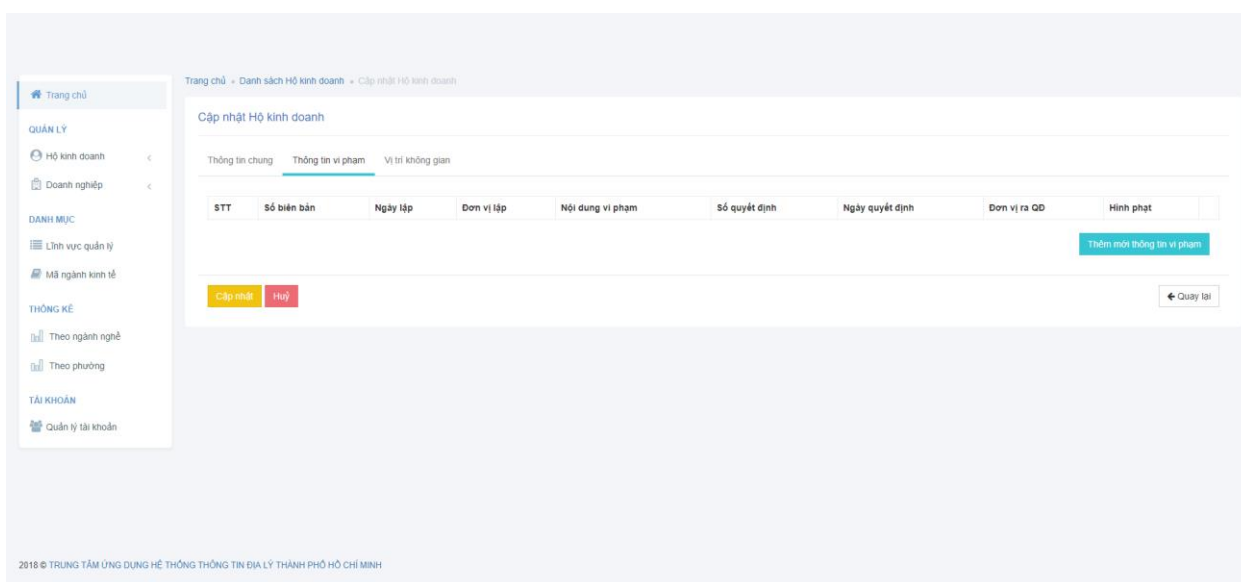 Trang chủ • Danh sách Hộ kinh doanh • Cập nhật Hộ kinh doanh
Trang chủ
QUẢN LÝ
Hộ kinh doanh <
Doanh nghiệp <
DANH MỤC
Lĩnh vực quản lý
Mã ngành kinh tế
THỐNG KÊ
Theo ngành nghề
Theo phường
TÀI KHOẢN
Quản lý tài khoản
Cập nhật Hộ kinh doanh
Thông tin chung Thông tin vi phạm Vị trí không gian
STT Số biên bản Ngày lập Đơn vị lập Nội dung vi phạm Số quyết định Ngày quyết định Đơn vị ra QĐ Hình phạt
Thêm mới thông tin vi phạm
Cập nhật Huỷ Quay lại
2018 © TRUNG TÂM ỨNG DỤNG HỆ THỐNG THÔNG TIN ĐỊA LÝ THÀNH PHỐ HỒ CHÍ MINH